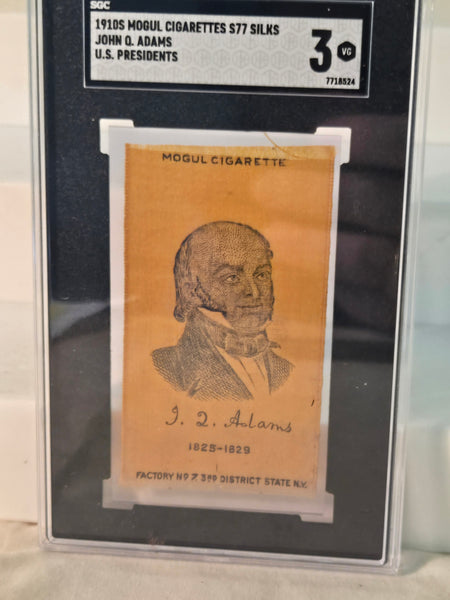 SGC
1910S MOGUL CIGARETTES S77 SILKS
JOHN Q. ADAMS
U.S. PRESIDENTS
3
VG
7718524
MOGUL CIGARETTE
J. Q. Adams
1825-1829
FACTORY Nº 7 3RD DISTRICT STATE N.Y.